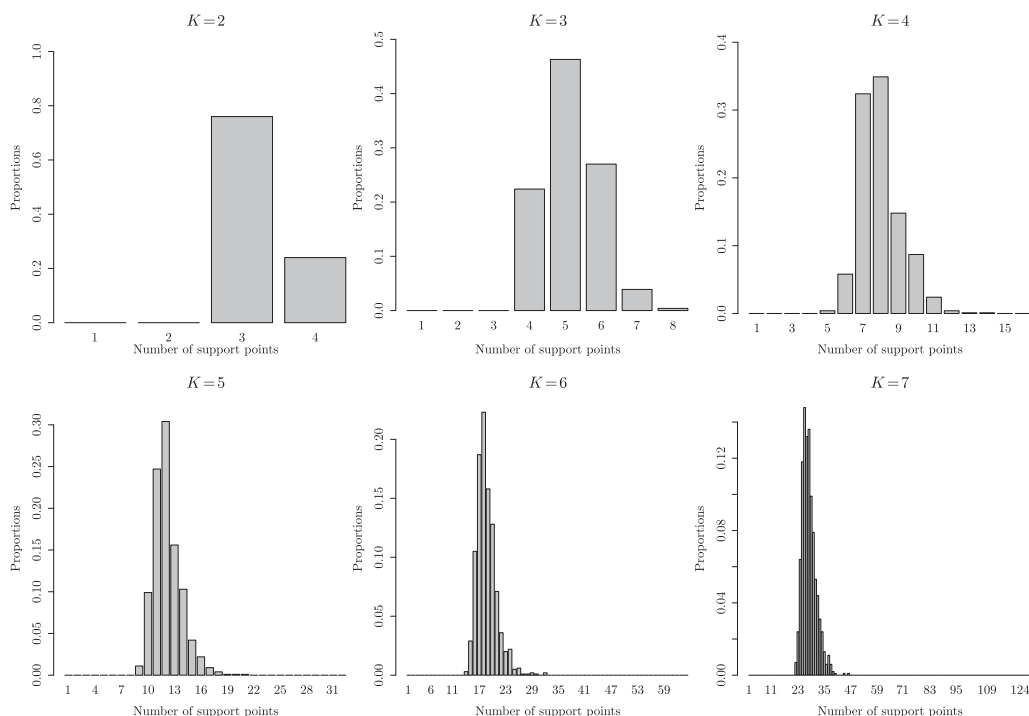 K = 2
Proportions
1.0
0.8
0.6
0.4
0.2
0.0
1 2 3 4
Number of support points
K = 3
Proportions
0.5
0.4
0.3
0.2
0.1
0.0
1 2 3 4 5 6 7 8
Number of support points
K = 4
Proportions
0.4
0.3
0.2
0.1
0.0
1 3 5 7 9 11 13 15
Number of support points
K = 5
Proportions
0.30
0.25
0.20
0.15
0.10
0.05
0.00
1 4 7 10 13 16 19 22 25 28 31
Number of support points
K = 6
Proportions
0.20
0.15
0.10
0.05
0.00
1 6 11 17 23 29 35 41 47 53 59
Number of support points
K = 7
Proportions
0.12
0.08
0.04
0.00
1 11 23 35 47 59 71 83 95 109 124
Number of support points